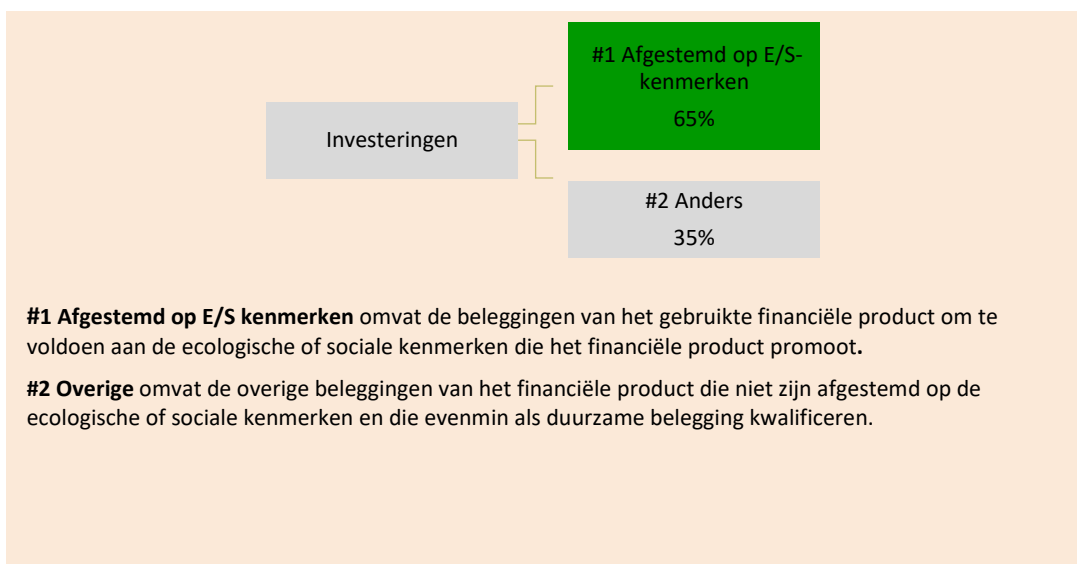 #1 Afgestemd op E/S-
kenmerken
65%
Investeringen
#2 Anders
35%
#1 Afgestemd op E/S kenmerken omvat de beleggingen van het gebruikte financiële product om te
voldoen aan de ecologische of sociale kenmerken die het financiële product promoot.
#2 Overige omvat de overige beleggingen van het financiële product die niet zijn afgestemd op de
ecologische of sociale kenmerken en die evenmin als duurzame belegging kwalificeren.